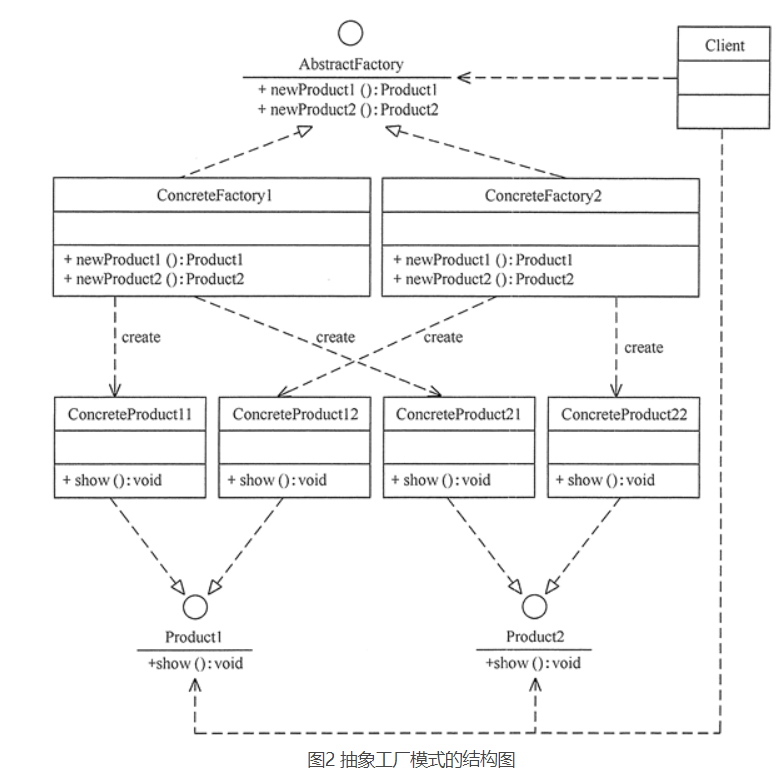 AbstractFactory
+ newProduct1 ():Product1
+ newProduct2 ():Product2
Client
ConcreteFactory1
+ newProduct1 ():Product1
+ newProduct2 ():Product2
ConcreteFactory2
+ newProduct1 ():Product1
+ newProduct2 ():Product2
create
create
create
create
ConcreteProduct11
+ show ():void
ConcreteProduct12
+ show ():void
ConcreteProduct21
+ show ():void
ConcreteProduct22
+ show ():void
Product1
+show ():void
Product2
+show ():void
图2 抽象工厂模式的结构图